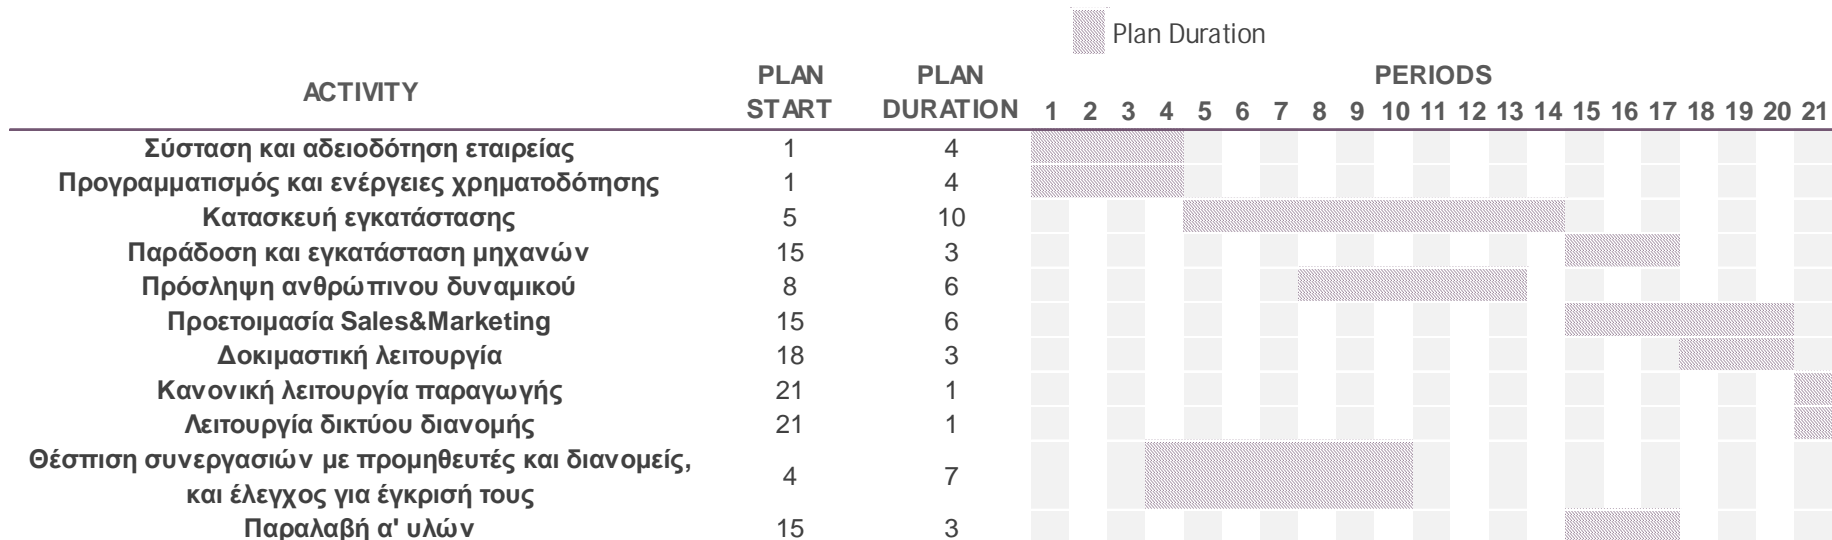 Plan Duration
ACTIVITY PLAN START PLAN DURATION PERIODS
1 2 3 4 5 6 7 8 9 10 11 12 13 14 15 16 17 18 19 20 21
Σύσταση και αδειοδότηση εταιρείας 1 4
Προγραμματισμός και ενέργειες χρηματοδότησης 1 4
Κατασκευή εγκατάστασης 5 10
Παράδοση και εγκατάσταση μηχανών 15 3
Πρόσληψη ανθρώπινου δυναμικού 8 6
Προετοιμασία Sales&Marketing 15 6
Δοκιμαστική λειτουργία 18 3
Κανονική λειτουργία παραγωγής 21 1
Λειτουργία δικτύου διανομής 21 1
Θέσπιση συνεργασιών με προμηθευτές και διανομείς,
και έλεγχος για έγκρισή τους 4 7
Παραλαβή α' υλών 15 3